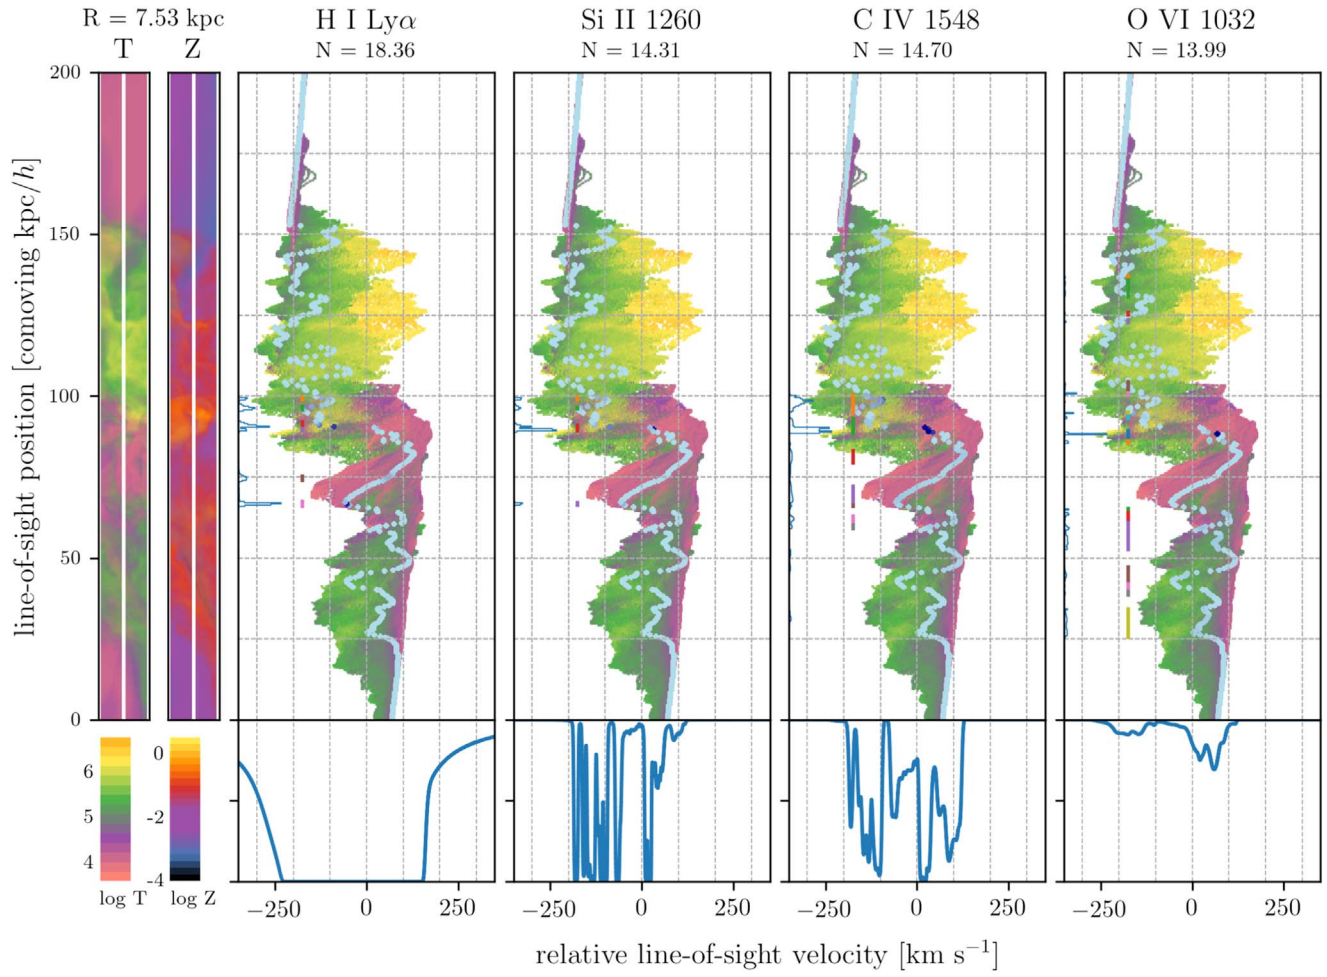 R = 7.53 kpc
T Z
H I Lyα
N = 18.36
Si II 1260
N = 14.31
C IV 1548
N = 14.70
O VI 1032
N = 13.99
line-of-sight position [comoving kpc/h]
200
150
100
50
0
6
5
4
log T
0
-2
-4
log Z
−250 0 250
−250 0 250
−250 0 250
−250 0 250
relative line-of-sight velocity [km s⁻¹]